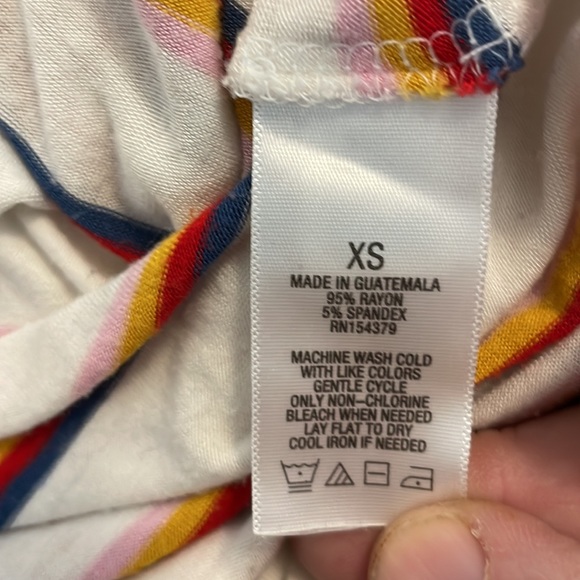 XS
MADE IN GUATEMALA
95% RAYON
5% SPANDEX
RN154379
MACHINE WASH COLD
WITH LIKE COLORS
GENTLE CYCLE
ONLY NON-CHLORINE
BLEACH WHEN NEEDED
LAY FLAT TO DRY
COOL IRON IF NEEDED